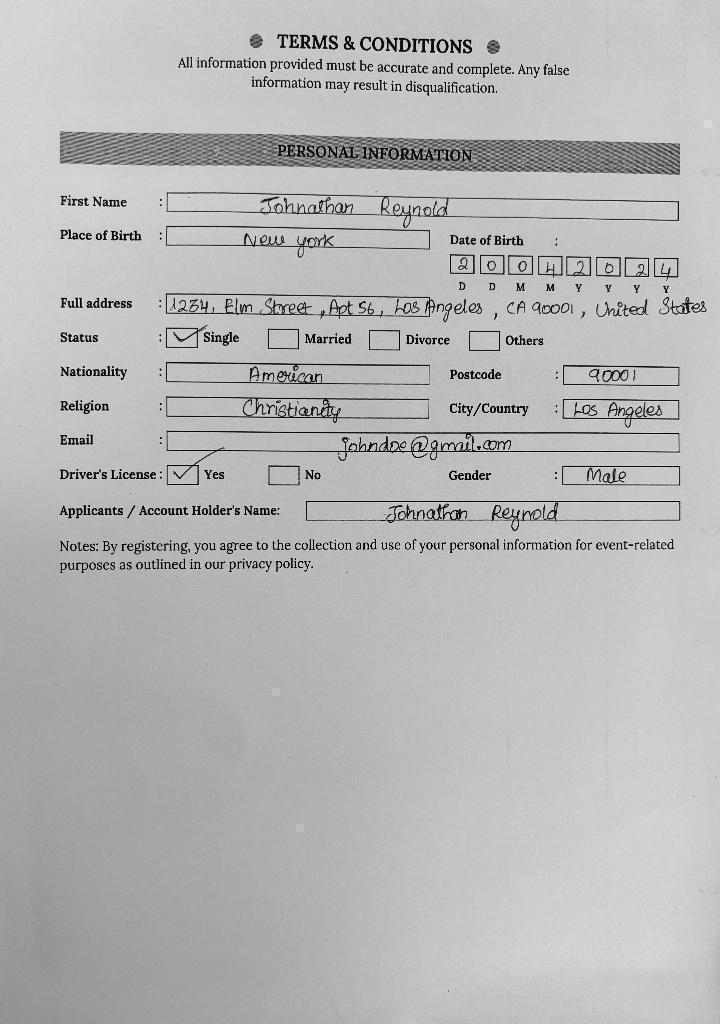 TERMS & CONDITIONS
All information provided must be accurate and complete. Any false
information may result in disqualification.
PERSONAL INFORMATION
First Name : Johnathan Reynold
Place of Birth : New york Date of Birth :
2 0 0 4 2 0 2 4
D D M M Y Y Y Y
Full address : 1234, Elm Street, Apt 56, Los Angeles, CA 90001, United States
Status : Single Married Divorce Others
Nationality : American Postcode : 90001
Religion : Christianity City/Country : Los Angeles
Email : johndoe@gmail.com
Driver's License : Yes No Gender : Male
Applicants / Account Holder's Name: Johnathan Reynold
Notes: By registering, you agree to the collection and use of your personal information for event-related
purposes as outlined in our privacy policy.